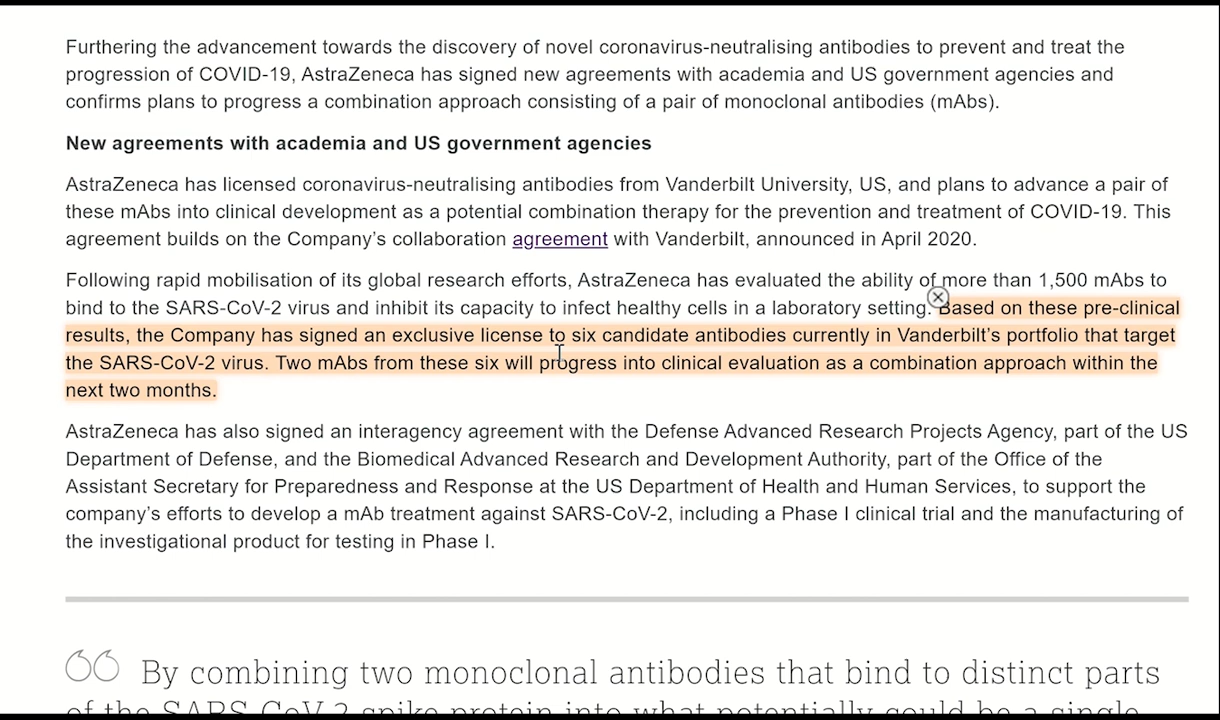 Furthering the advancement towards the discovery of novel coronavirus-neutralising antibodies to prevent and treat the
progression of COVID-19, AstraZeneca has signed new agreements with academia and US government agencies and
confirms plans to progress a combination approach consisting of a pair of monoclonal antibodies (mAbs).
New agreements with academia and US government agencies
AstraZeneca has licensed coronavirus-neutralising antibodies from Vanderbilt University, US, and plans to advance a pair of
these mAbs into clinical development as a potential combination therapy for the prevention and treatment of COVID-19. This
agreement builds on the Company’s collaboration agreement with Vanderbilt, announced in April 2020.
Following rapid mobilisation of its global research efforts, AstraZeneca has evaluated the ability of more than 1,500 mAbs to
bind to the SARS-CoV-2 virus and inhibit its capacity to infect healthy cells in a laboratory setting. Based on these pre-clinical
results, the Company has signed an exclusive license to six candidate antibodies currently in Vanderbilt’s portfolio that target
the SARS-CoV-2 virus. Two mAbs from these six will progress into clinical evaluation as a combination approach within the
next two months.
AstraZeneca has also signed an interagency agreement with the Defense Advanced Research Projects Agency, part of the US
Department of Defense, and the Biomedical Advanced Research and Development Authority, part of the Office of the
Assistant Secretary for Preparedness and Response at the US Department of Health and Human Services, to support the
company’s efforts to develop a mAb treatment against SARS-CoV-2, including a Phase I clinical trial and the manufacturing of
the investigational product for testing in Phase I.
By combining two monoclonal antibodies that bind to distinct parts
of the SARS-CoV-2 spike protein into what potentially could be a single